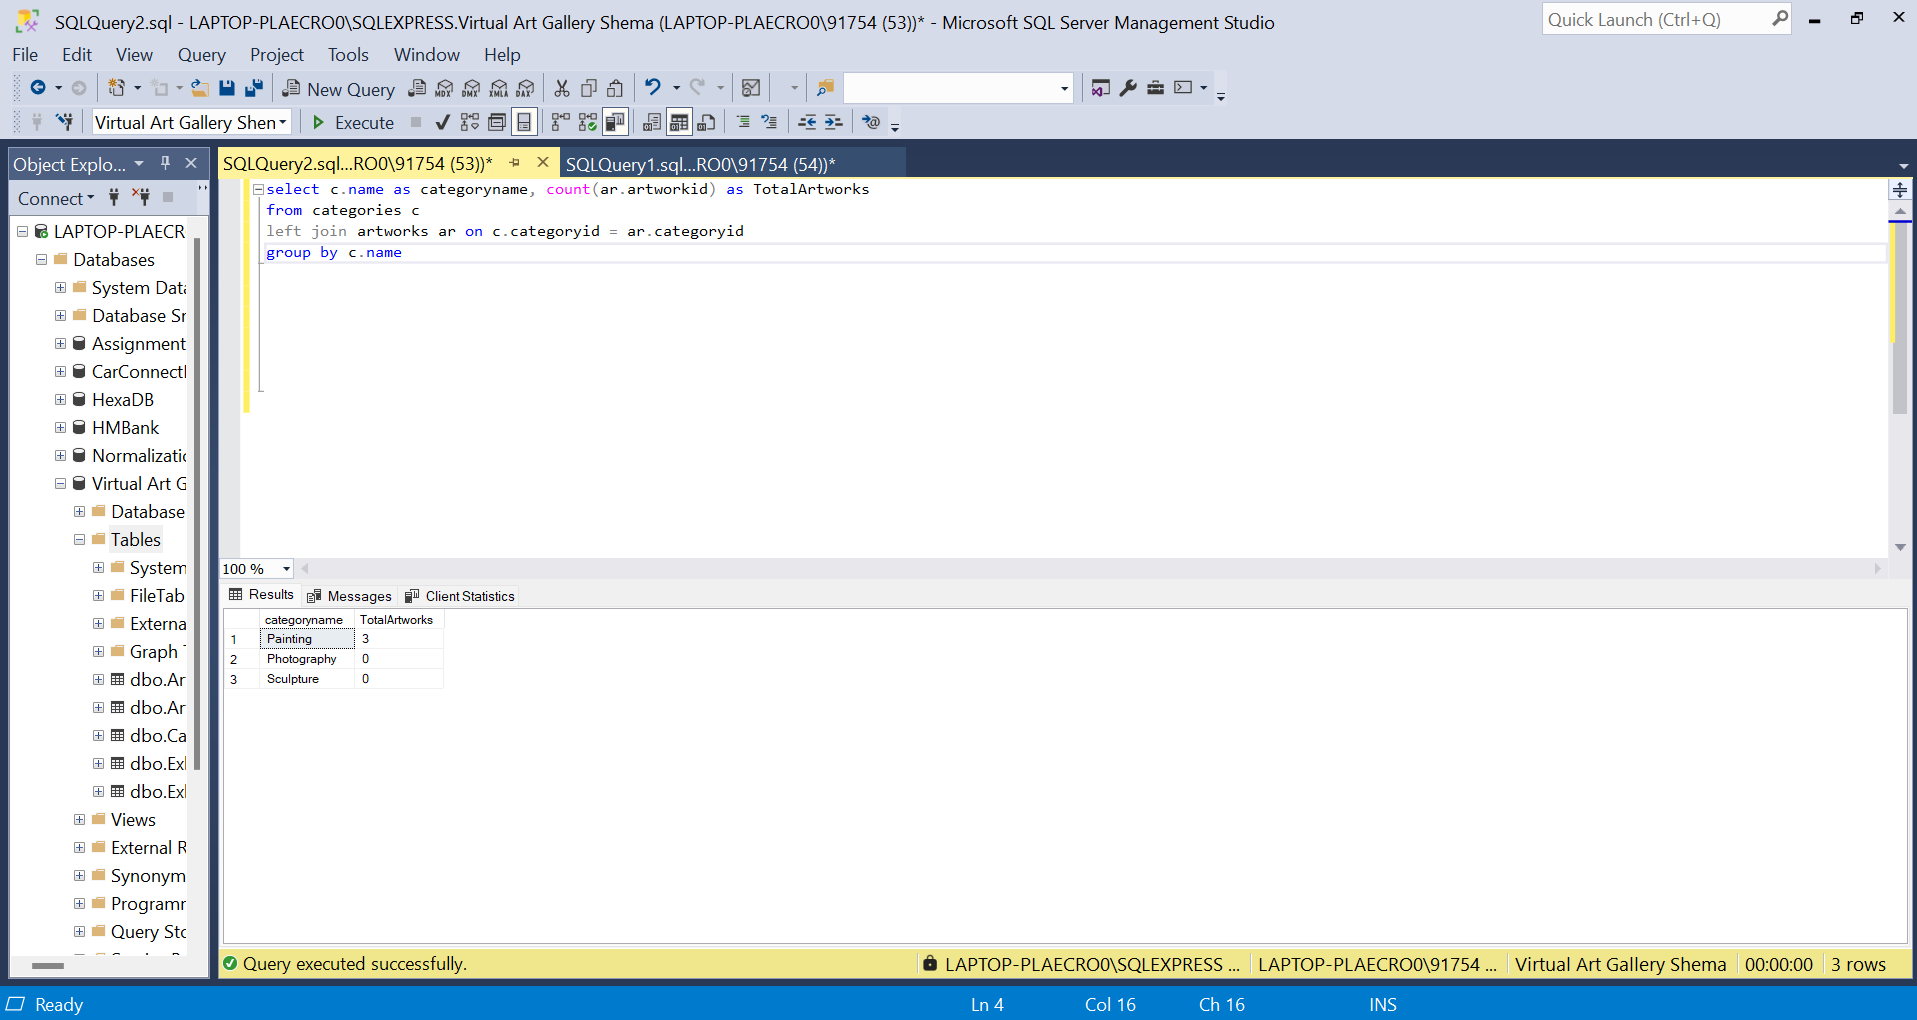 SQLQuery2.sql - LAPTOP-PLAECRO0\SQLEXPRESS.Virtual Art Gallery Shema (LAPTOP-PLAECRO0\91754 (53))* - Microsoft SQL Server Management Studio
Quick Launch (Ctrl+Q)
File Edit View Query Project Tools Window Help
New Query MDX DMX XMLA DAX
Virtual Art Gallery Shen Execute
Object Explo...
SQLQuery2.sql...RO0\91754 (53))* SQLQuery1.sql...RO0\91754 (54))*
Connect
LAPTOP-PLAECR
Databases
System Data
Database Sn
Assignment
CarConnectI
HexaDB
HMBank
Normalizatio
Virtual Art G
Database
Tables
System
FileTab
Externa
Graph T
dbo.Ar
dbo.Ar
dbo.Ca
dbo.Exl
dbo.Exl
Views
External R
Synonym
Programr
Query Sto
select c.name as categoryname, count(ar.artworkid) as TotalArtworks
from categories c
left join artworks ar on c.categoryid = ar.categoryid
group by c.name
100 %
Results Messages Client Statistics
categoryname TotalArtworks
1 Painting 3
2 Photography 0
3 Sculpture 0
Query executed successfully. LAPTOP-PLAECRO0\SQLEXPRESS ... LAPTOP-PLAECRO0\91754 ... Virtual Art Gallery Shema 00:00:00 3 rows
Ready Ln 4 Col 16 Ch 16 INS